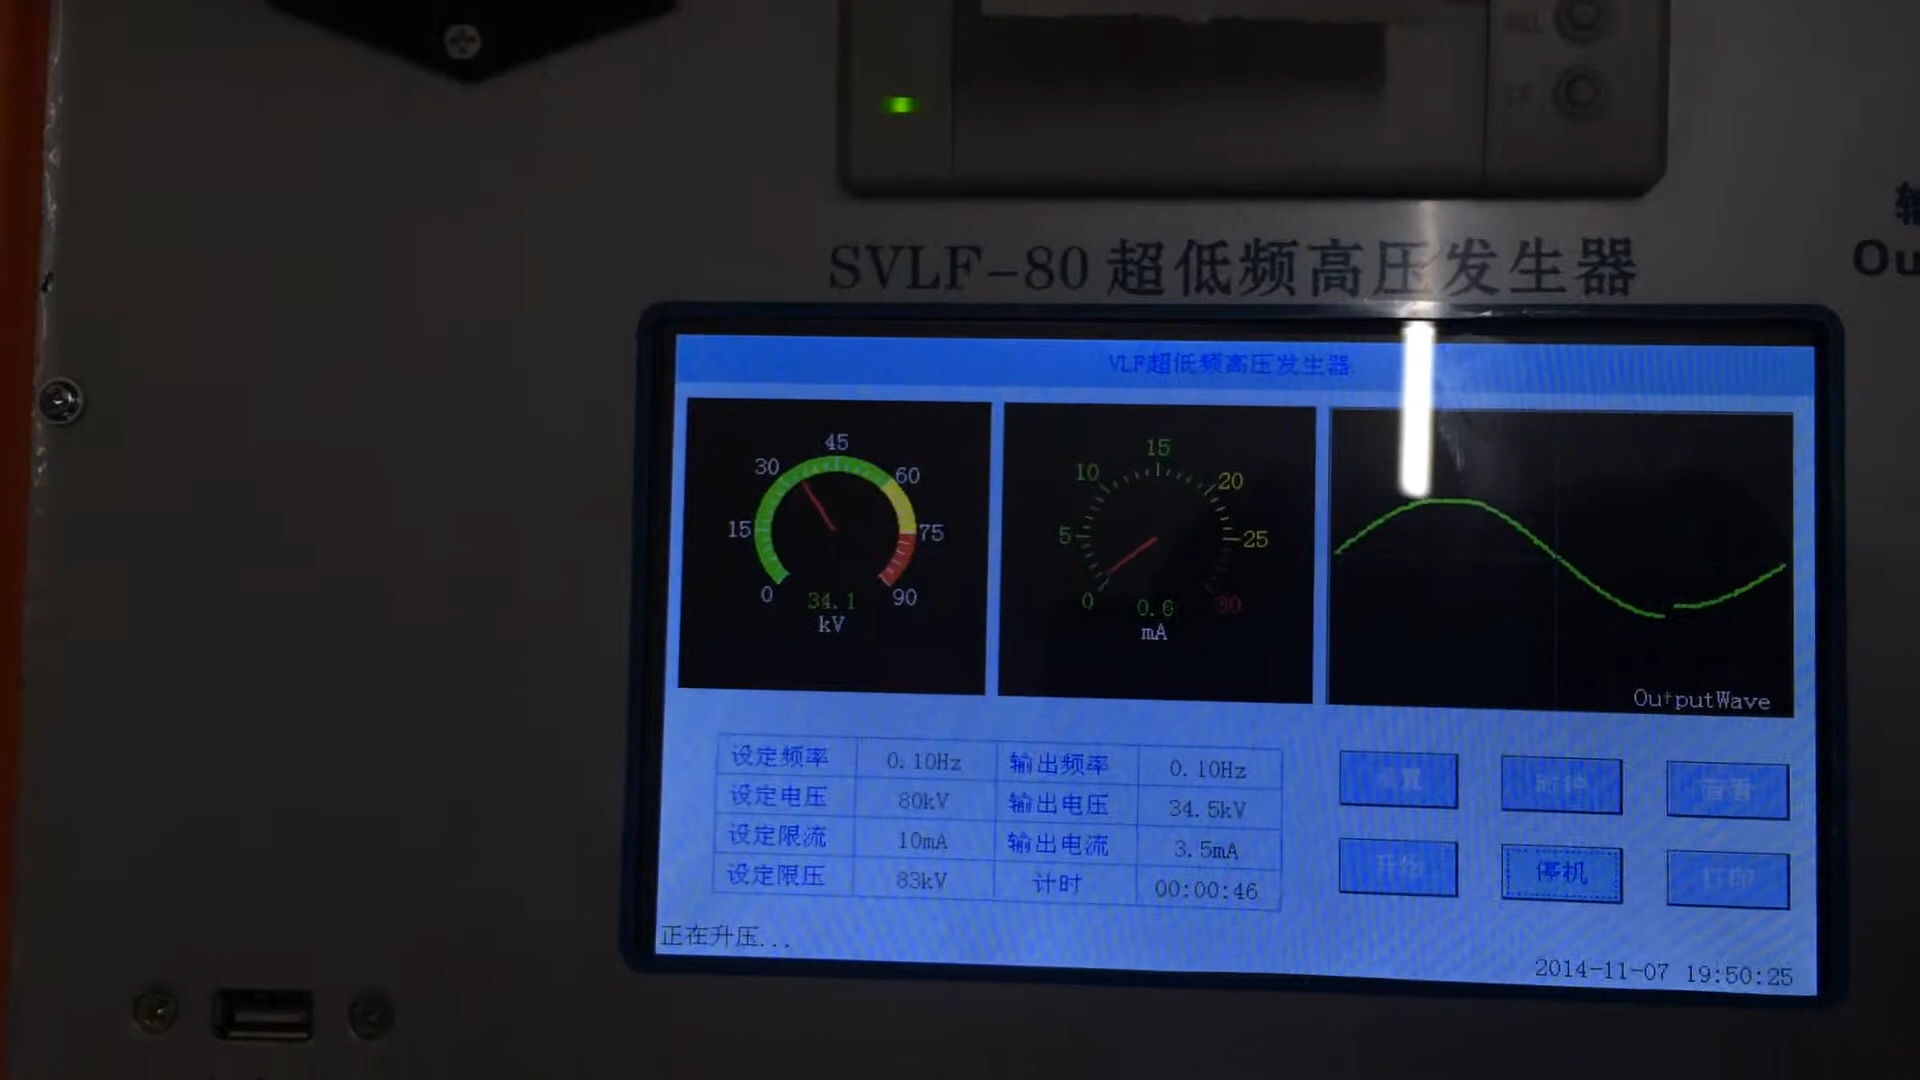 SVLF-80 超低频高压发生器
Ou
VLF超低频高压发生器
45
30
60
15
75
0
90
34.1
kV
15
10
20
5
25
0
30
0.6
mA
OutputWave
设定频率 0.10Hz 输出频率 0.10Hz
设定电压 80kV 输出电压 34.5kV
设定限流 10mA 输出电流 3.5mA
设定限压 83kV 计时 00:00:46
开始 停机 打印
正在升压...
2014-11-07 19:50:25